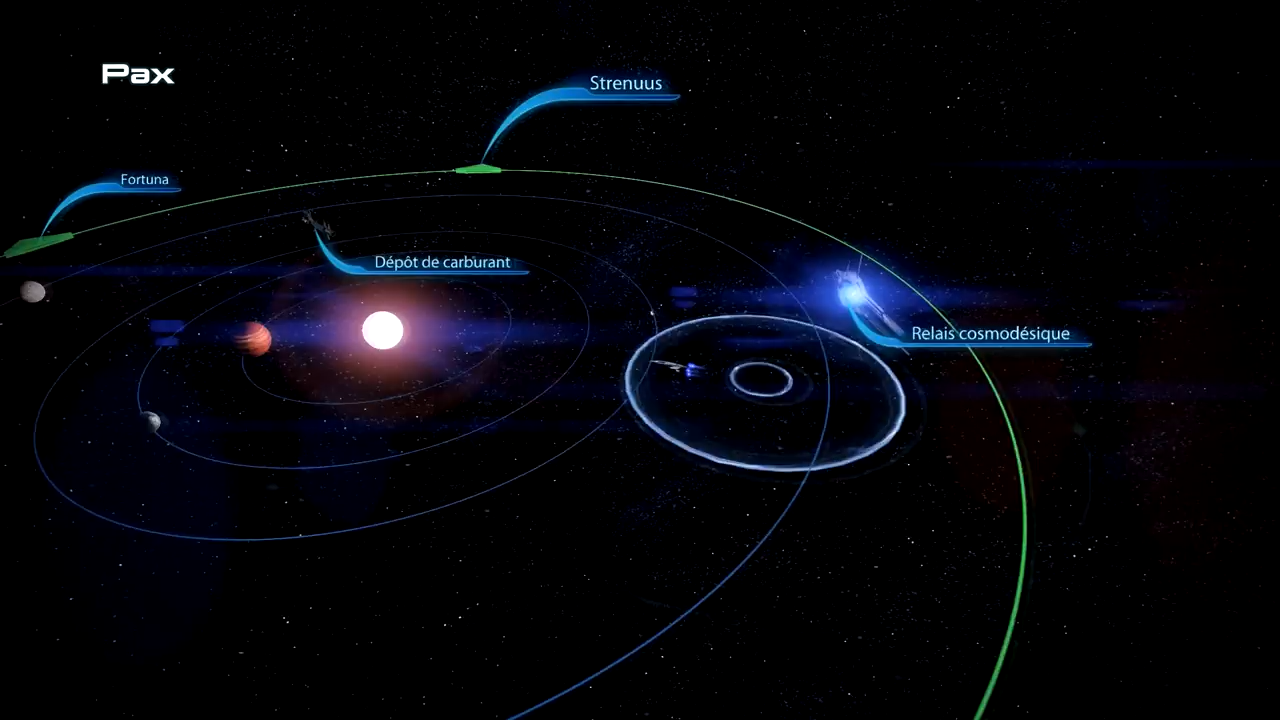 Pax
Strenuus
Fortuna
Dépôt de carburant
Relais cosmodésique